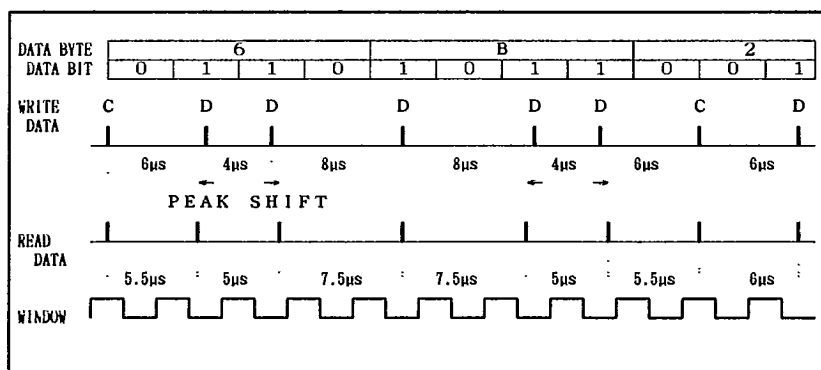 DATA BYTE 6 B 2
DATA BIT 0 1 1 0 1 0 1 1 0 0 1
WRITE DATA C D D D D D C D
6μs 4μs 8μs 8μs 4μs 6μs 6μs
PEAK SHIFT
READ DATA
5.5μs 5μs 7.5μs 7.5μs 5μs 5.5μs 6μs
WINDOW